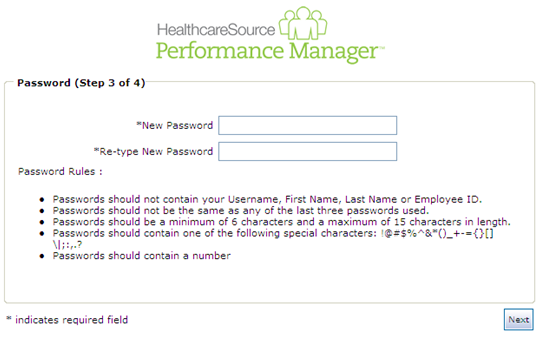 HealthcareSource
Performance Manager™
Password (Step 3 of 4)
*New Password
*Re-type New Password
Password Rules :
• Passwords should not contain your Username, First Name, Last Name or Employee ID.
• Passwords should not be the same as any of the last three passwords used.
• Passwords should be a minimum of 6 characters and a maximum of 15 characters in length.
• Passwords should contain one of the following special characters: !@#$%^&*()_+-={}[]
\|;:,.?
• Passwords should contain a number
* indicates required field
Next